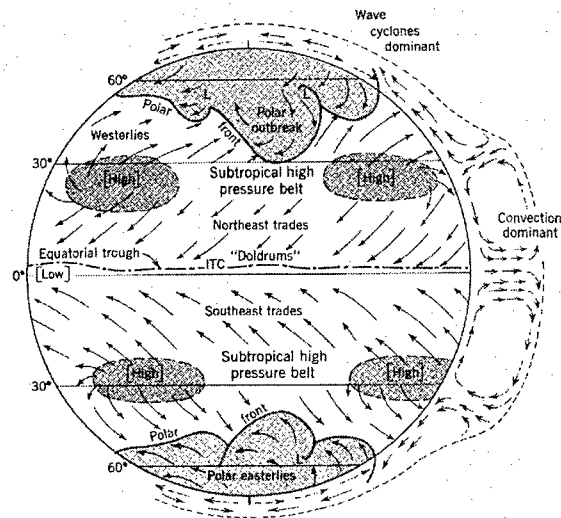 Wave
cyclones
dominant
60°
L
L
Polar
Polar
outbreak
front
Westerlies
30°
[High]
Subtropical high
pressure belt
[High]
Northeast trades
Convection
dominant
Equatorial trough
ITC "Doldrums"
0°
[Low]
Southeast trades
[High]
Subtropical high
pressure belt
[High]
30°
Polar
front
L
60°
Polar easterlies